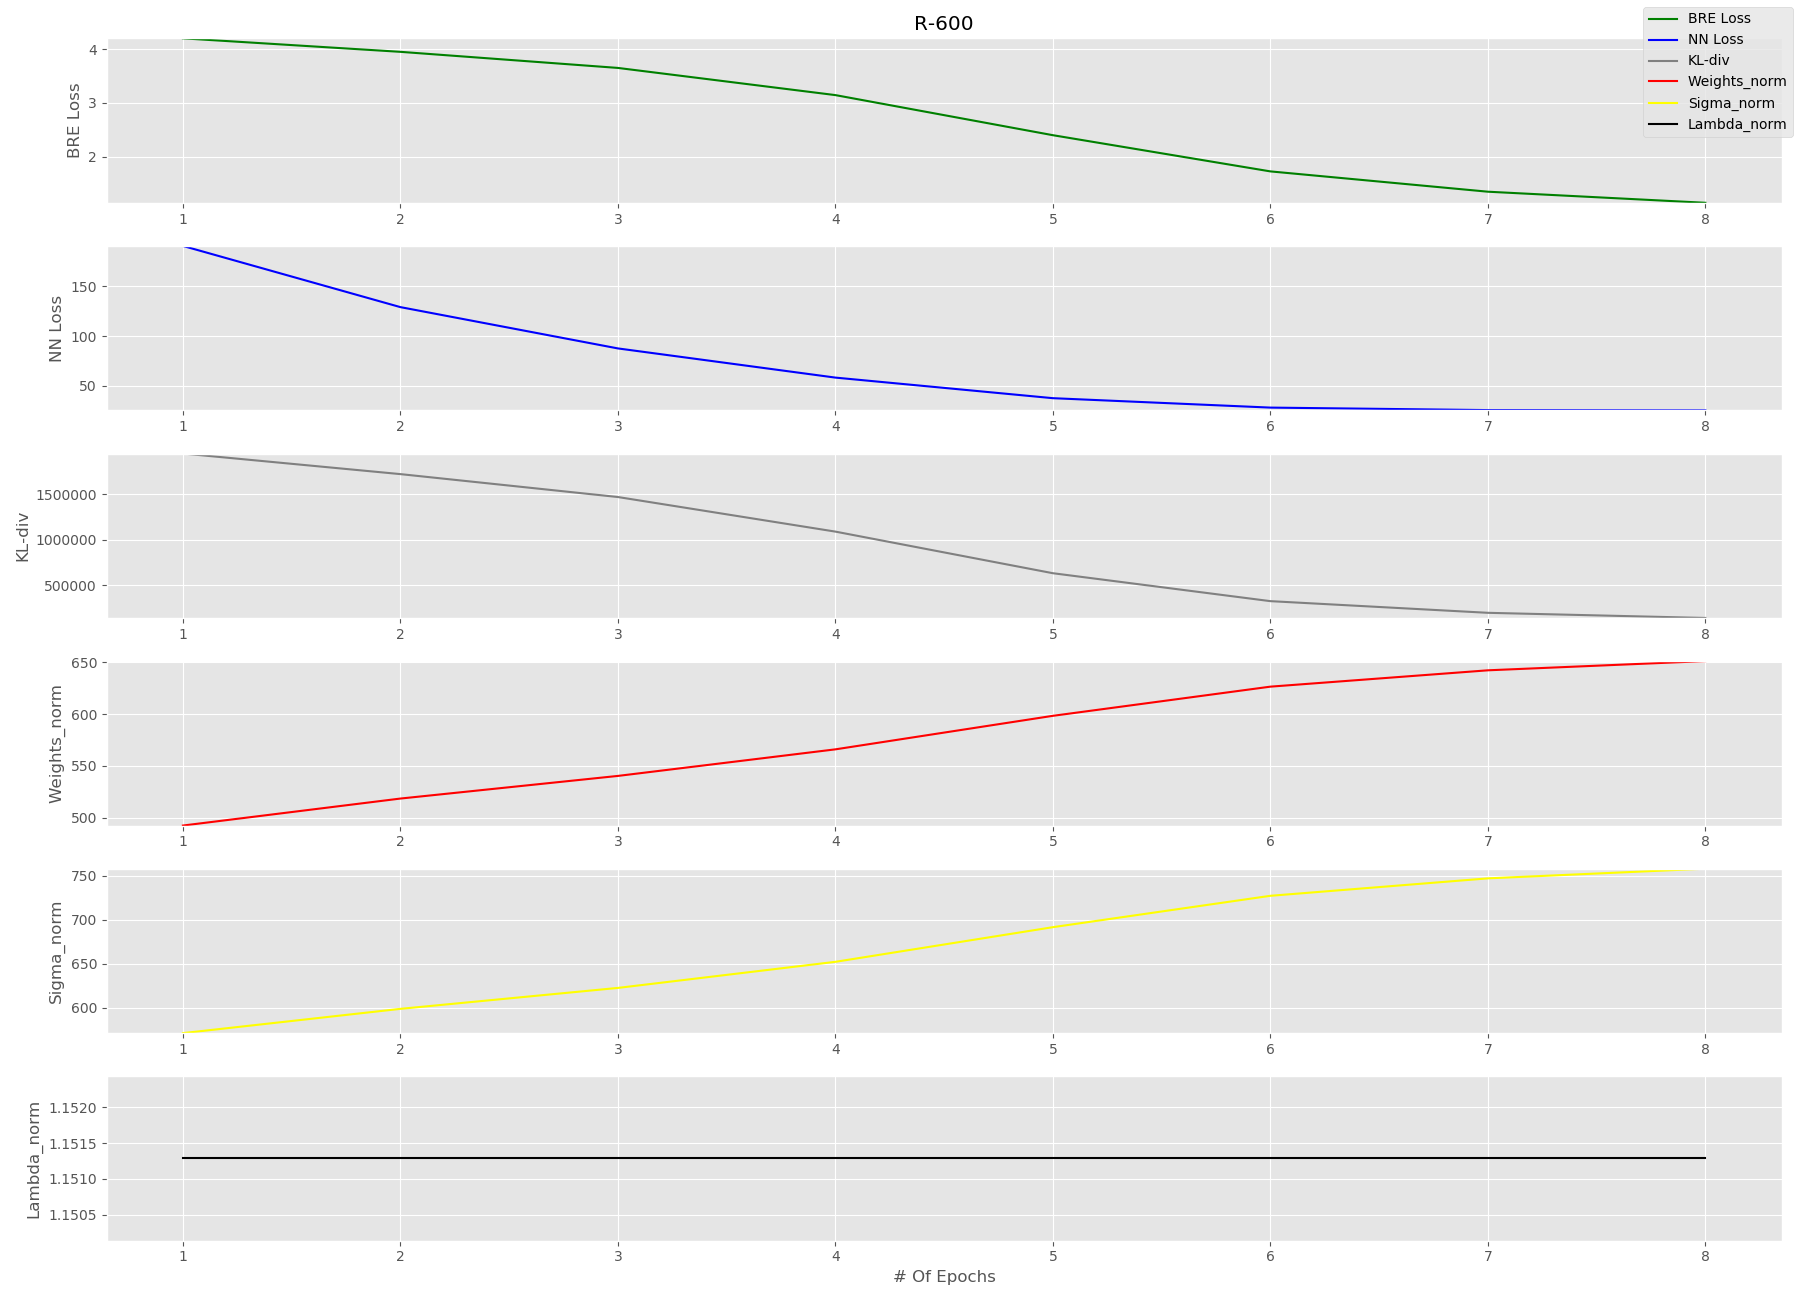 R-600
BRE Loss
NN Loss
KL-div
Weights_norm
Sigma_norm
Lambda_norm
BRE Loss
4
3
2
1 2 3 4 5 6 7 8
NN Loss
150
100
50
1 2 3 4 5 6 7 8
KL-div
1500000
1000000
500000
1 2 3 4 5 6 7 8
Weights_norm
650
600
550
500
1 2 3 4 5 6 7 8
Sigma_norm
750
700
650
600
1 2 3 4 5 6 7 8
Lambda_norm
1.1520
1.1515
1.1510
1.1505
1 2 3 4 5 6 7 8
# Of Epochs